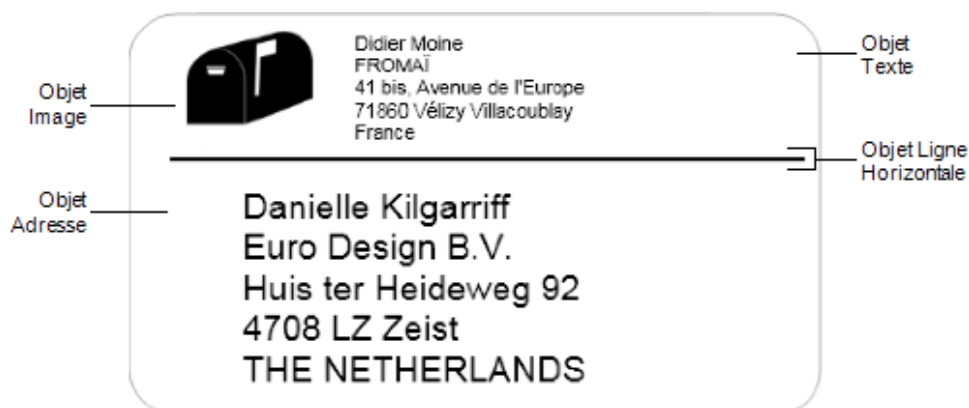 Didier Moine
FROMAÏ
41 bis, Avenue de l'Europe
71860 Vélizy Villacoublay
France
Objet
Texte
Objet
Image
Objet Ligne
Horizontale
Objet
Adresse
Danielle Kilgarriff
Euro Design B.V.
Huis ter Heideweg 92
4708 LZ Zeist
THE NETHERLANDS